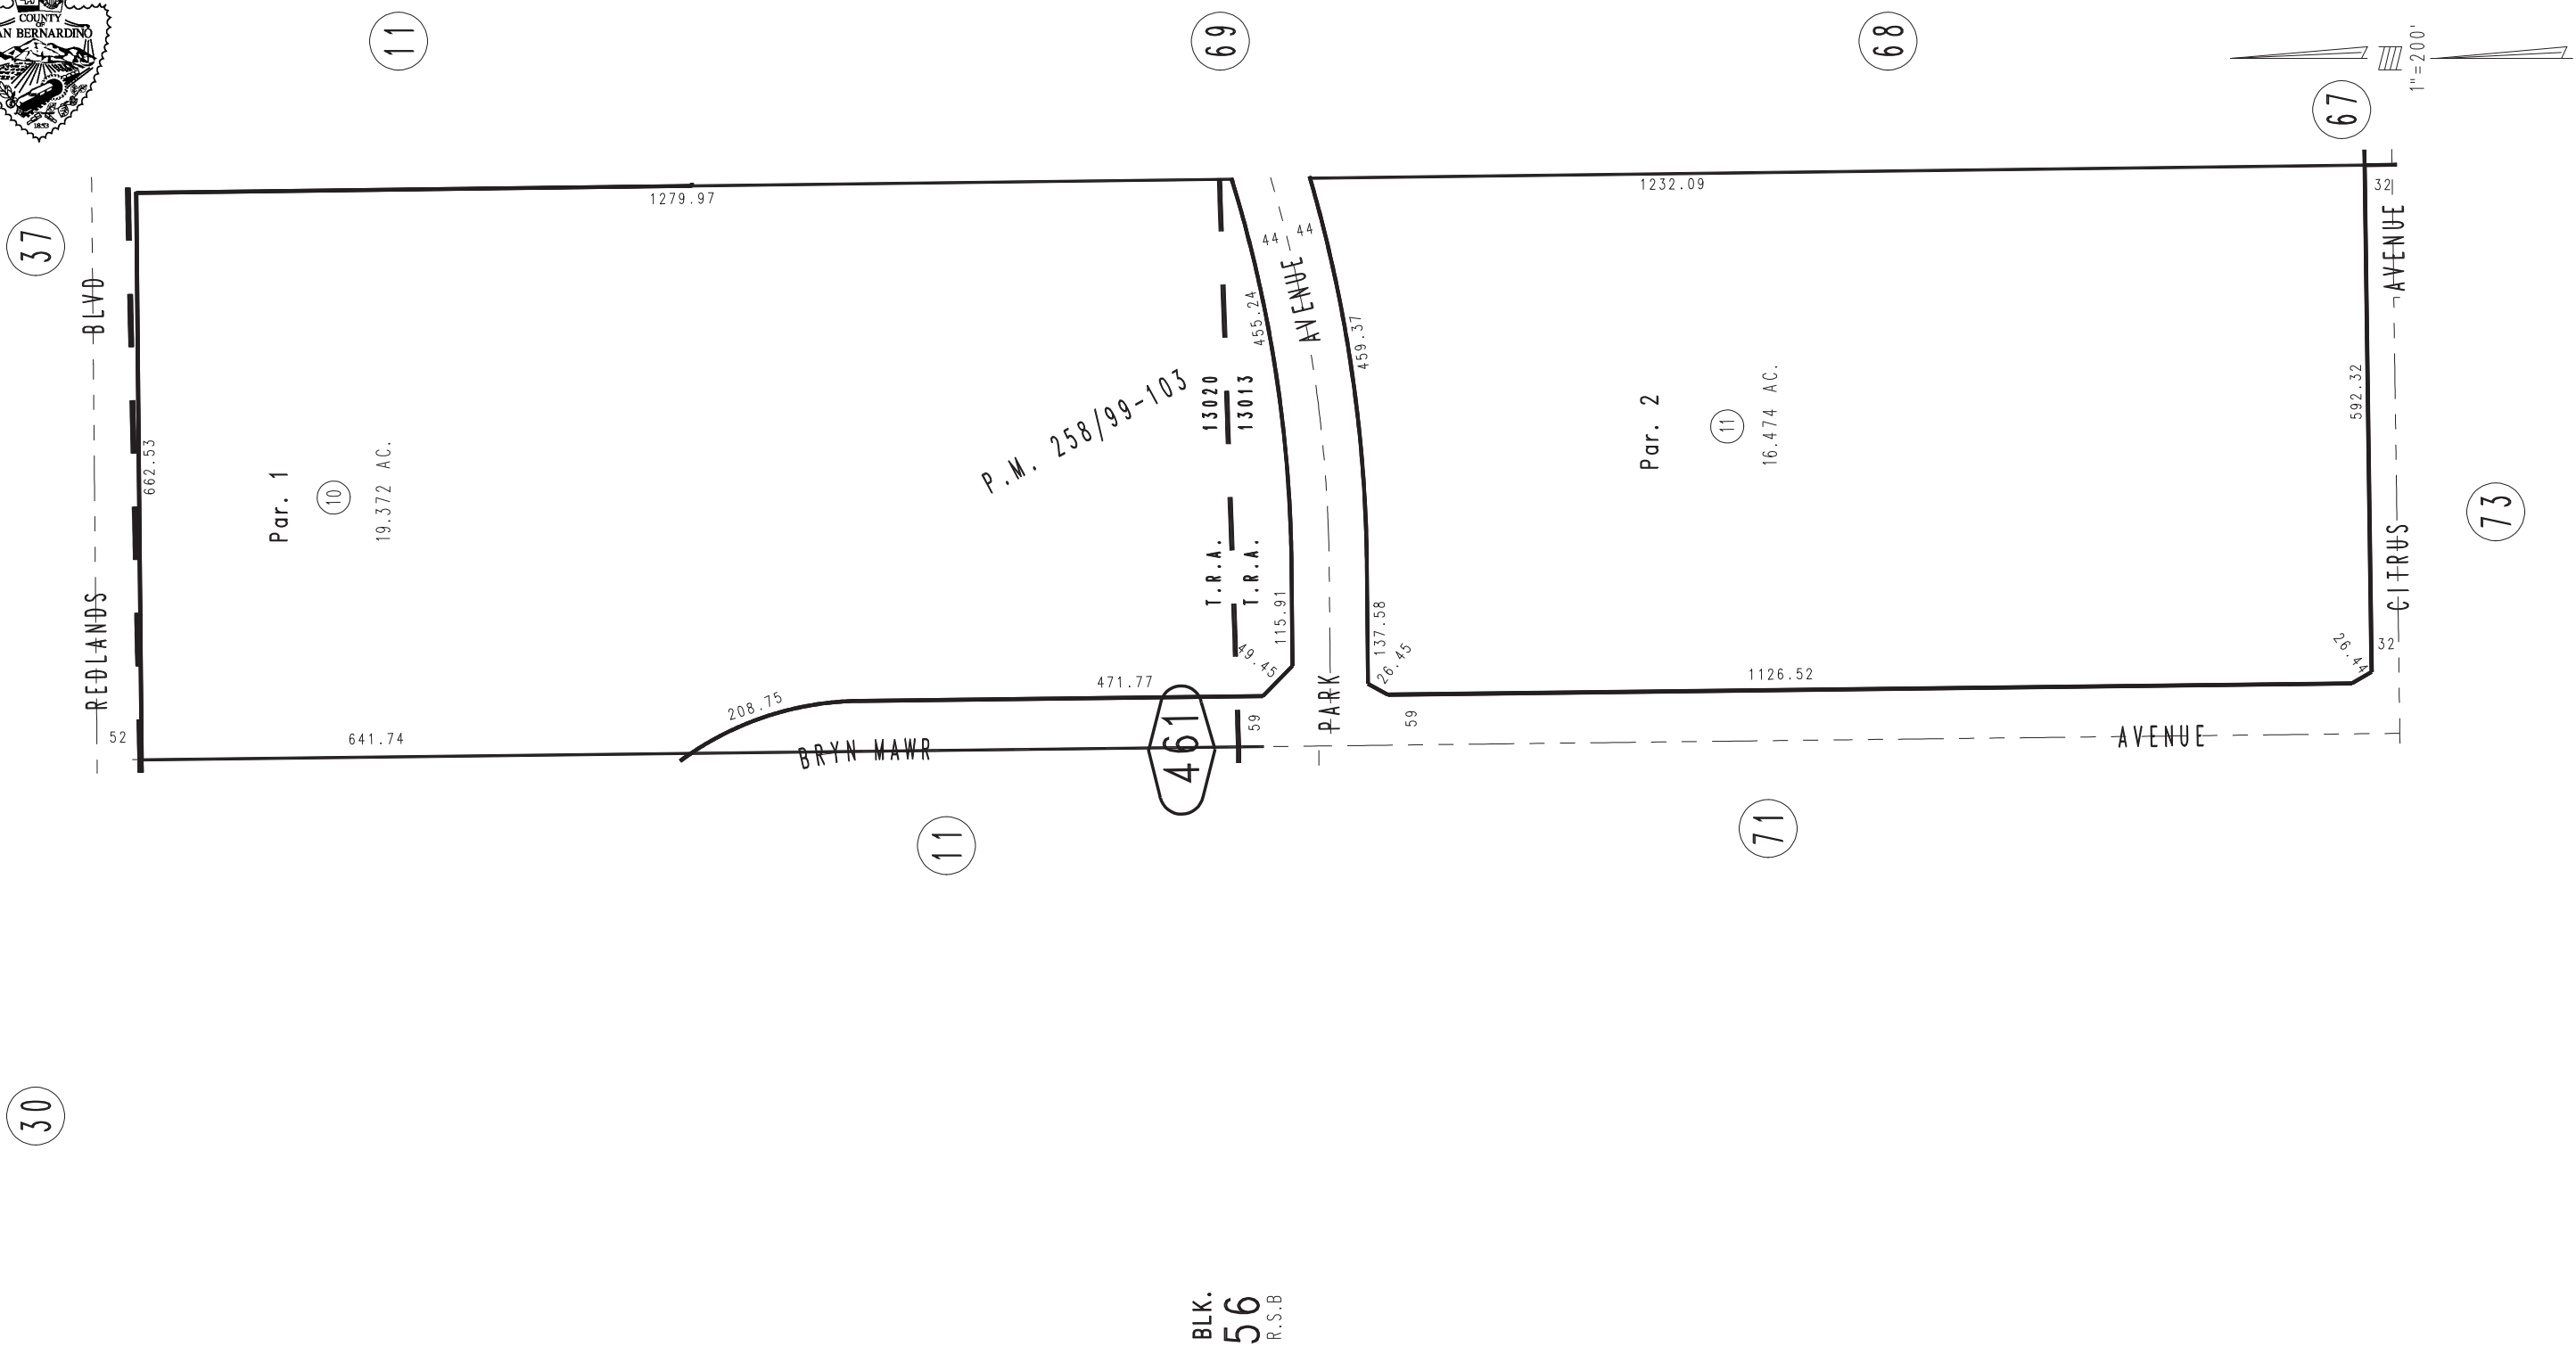 COUNTY
OF
AN BERNARDINO
1853
11
69
68
1"=200'
67
37
BLVD
REDLANDS
1279.97
1232.09
32
44
44
AVENUE
AVENUE
662.53
Par. 1
10
19.372 AC.
P.M. 258/99-103
13020
13013
T.R.A.
T.R.A.
455.24
459.37
Par. 2
11
16.474 AC.
592.32
73
CITRUS
115.91
49.45
137.58
26.45
26.44
32
208.75
471.77
1126.52
52
641.74
BRYN MAWR
461
59
PARK
59
AVENUE
11
71
30
BLK.
56
R.S.B